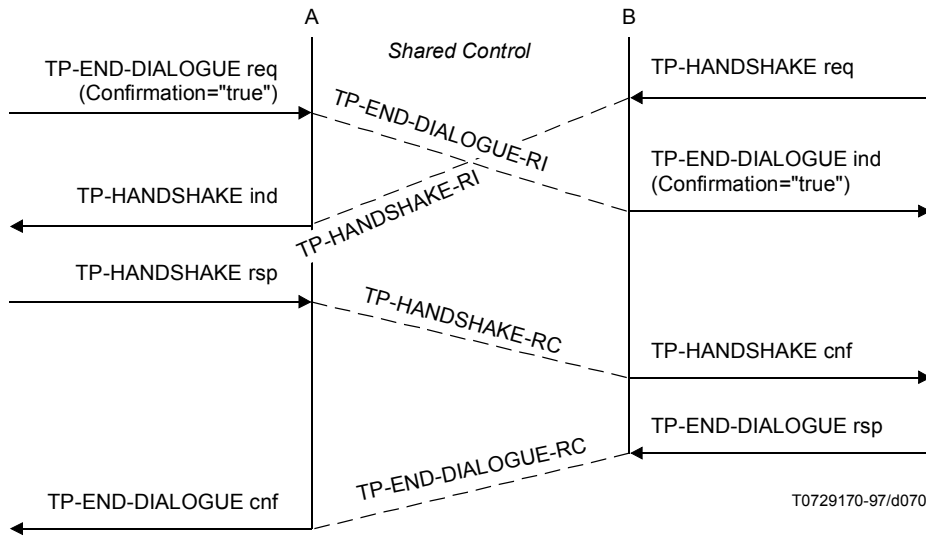 A
B
Shared Control
TP-END-DIALOGUE req
(Confirmation="true")
TP-HANDSHAKE req
TP-END-DIALOGUE-RI
TP-END-DIALOGUE ind
(Confirmation="true")
TP-HANDSHAKE ind
TP-HANDSHAKE-RI
TP-HANDSHAKE rsp
TP-HANDSHAKE-RC
TP-HANDSHAKE cnf
TP-END-DIALOGUE rsp
TP-END-DIALOGUE-RC
TP-END-DIALOGUE cnf
T0729170-97/d070